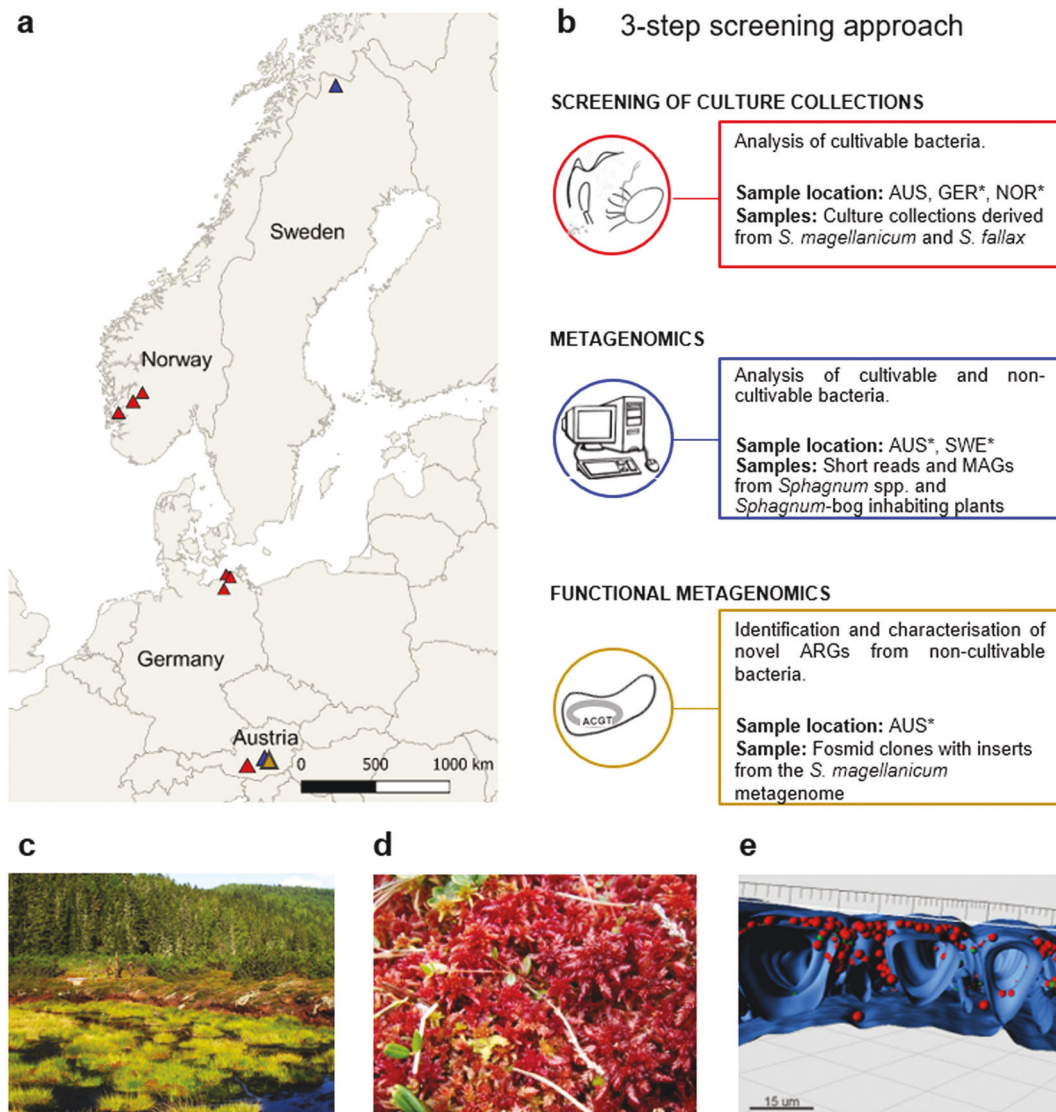 a
Sweden
Norway
Germany
Austria
0 500 1000 km
b 3-step screening approach
SCREENING OF CULTURE COLLECTIONS
Analysis of cultivable bacteria.
Sample location: AUS, GER*, NOR*
Samples: Culture collections derived
from S. magellanicum and S. fallax
METAGENOMICS
Analysis of cultivable and non-
cultivable bacteria.
Sample location: AUS*, SWE*
Samples: Short reads and MAGs
from Sphagnum spp. and
Sphagnum-bog inhabiting plants
FUNCTIONAL METAGENOMICS
Identification and characterisation of
novel ARGs from non-cultivable
bacteria.
ACGT
Sample location: AUS*
Sample: Fosmid clones with inserts
from the S. magellanicum
metagenome
c
d
e
15 um